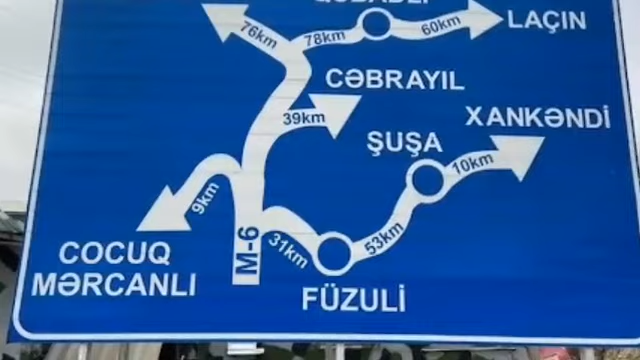 LAÇIN
76km
78km
60km
CƏBRAYIL
39km
XANKƏNDİ
ŞUŞA
10km
9km
M-6
31km
53km
COCUQ
MƏRCANLI
FÜZULİ